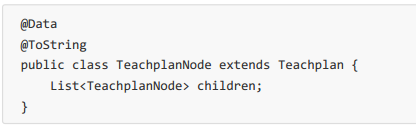 @Data
@ToString
public class TeachplanNode extends Teachplan {
    List<TeachplanNode> children;
}